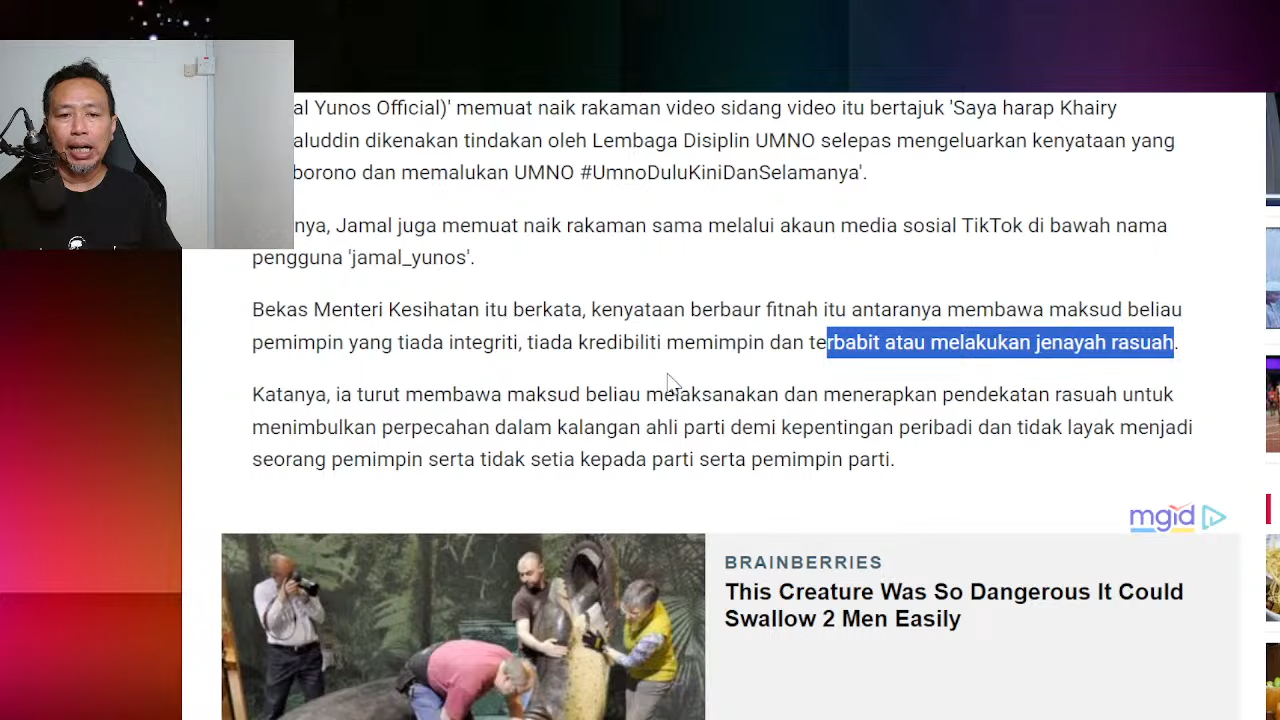 al Yunos Official)' memuat naik rakaman video sidang video itu bertajuk 'Saya harap Khairy
aluddin dikenakan tindakan oleh Lembaga Disiplin UMNO selepas mengeluarkan kenyataan yang
borono dan memalukan UMNO #UmnoDuluKiniDanSelamanya'.
nya, Jamal juga memuat naik rakaman sama melalui akaun media sosial TikTok di bawah nama
pengguna 'jamal_yunos'.
Bekas Menteri Kesihatan itu berkata, kenyataan berbaur fitnah itu antaranya membawa maksud beliau
pemimpin yang tiada integriti, tiada kredibiliti memimpin dan terbabit atau melakukan jenayah rasuah.
Katanya, ia turut membawa maksud beliau melaksanakan dan menerapkan pendekatan rasuah untuk
menimbulkan perpecahan dalam kalangan ahli parti demi kepentingan peribadi dan tidak layak menjadi
seorang pemimpin serta tidak setia kepada parti serta pemimpin parti.
mgid
BRAINBERRIES
This Creature Was So Dangerous It Could
Swallow 2 Men Easily